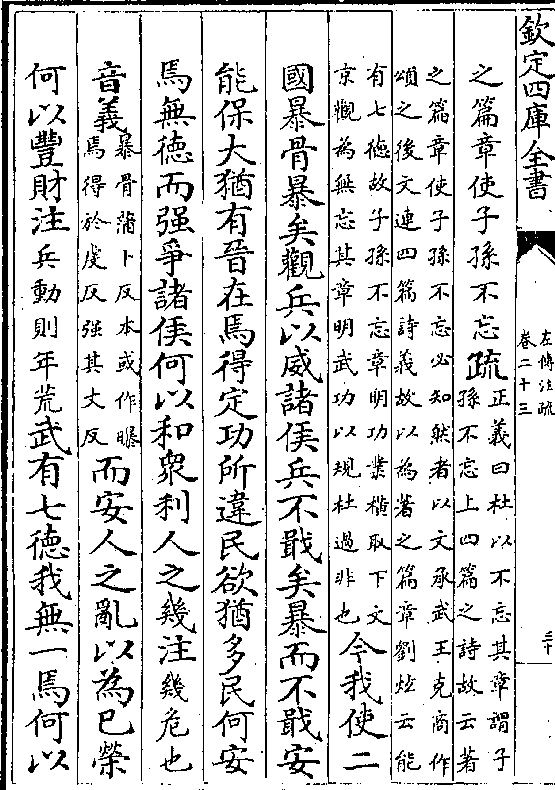 欽定四庫全書
左傳注疏
卷二十三
三十
之篇章使子孫不忘疏
正義曰杜以不忘其章謂子
孫不忘上四篇之詩故云著
之篇章使子孫不忘必知然者以文承武王克商作
頌之後文連四篇詩義故以為著之篇章劉炫云能
有七徳故子孫不忘章明功業横取下文
京觀為無忘其章明武功以規杜過非也
今我使二
國暴骨暴矣觀兵以威諸侯兵不戢矣暴而不戢安
能保大猶有晉在焉得定功所違民欲猶多民何安
焉無徳而强爭諸侯何以和衆利人之幾注幾危也
音義
暴骨蒲卜反本或作曝
焉得於虔反强其丈反
而安人之亂以為已榮
何以豐財注兵動則年荒武有七徳我無一焉何以